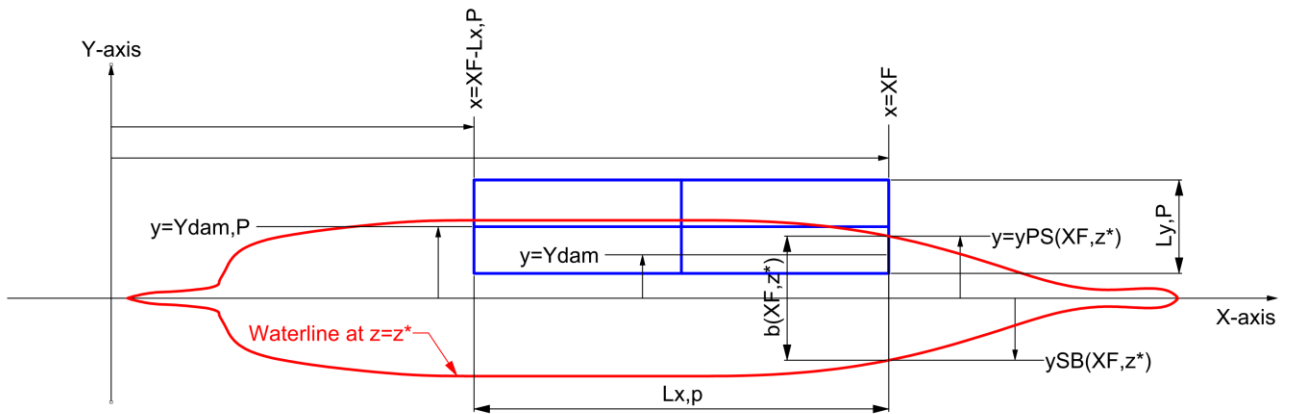 Y-axis
x=XF-Lx,P
x=XF
y=Ydam,P
y=Ydam
b(XF,z*)
y=yPS(XF,z*)
Ly,P
X-axis
Waterline at z=z*
ySB(XF,z*)
Lx,p